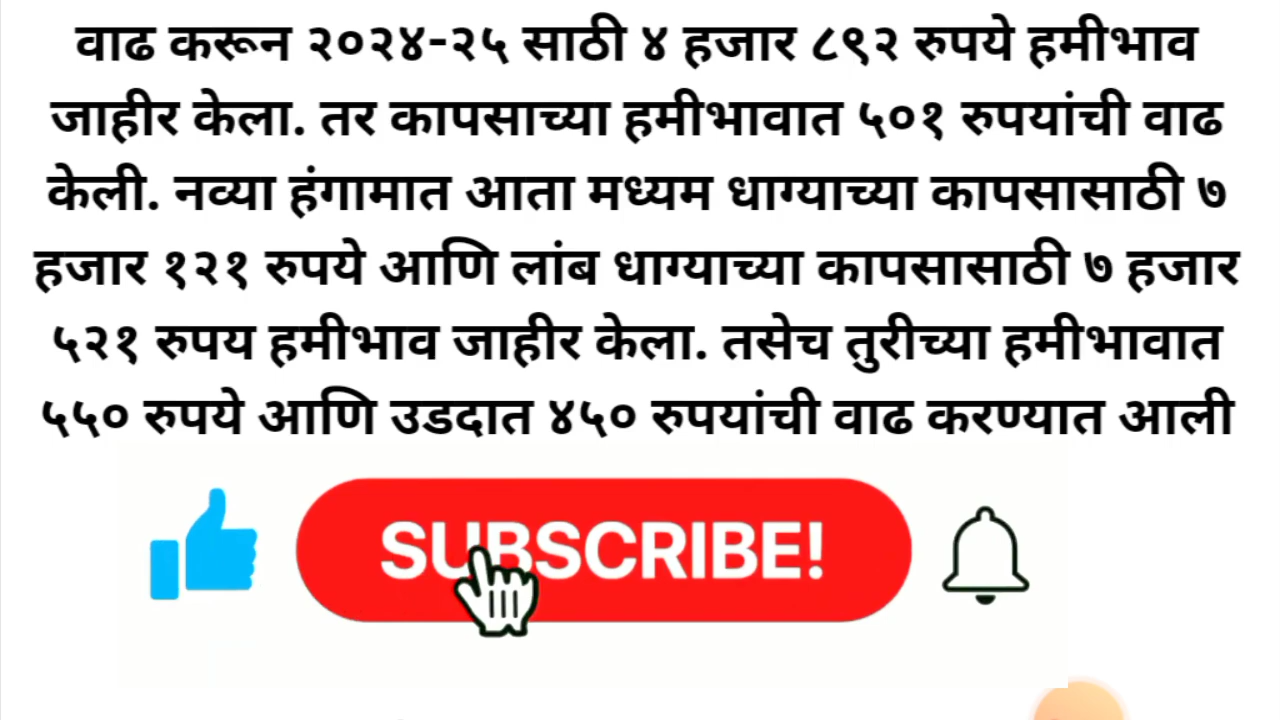 वाढ करून २०२४-२५ साठी ४ हजार ८९२ रुपये हमीभाव
जाहीर केला. तर कापसाच्या हमीभावात ५०१ रुपयांची वाढ
केली. नव्या हंगामात आता मध्यम धाग्याच्या कापसासाठी ७
हजार १२१ रुपये आणि लांब धाग्याच्या कापसासाठी ७ हजार
५२१ रुपय हमीभाव जाहीर केला. तसेच तुरीच्या हमीभावात
५५० रुपये आणि उडदात ४५० रुपयांची वाढ करण्यात आली
SUBSCRIBE!